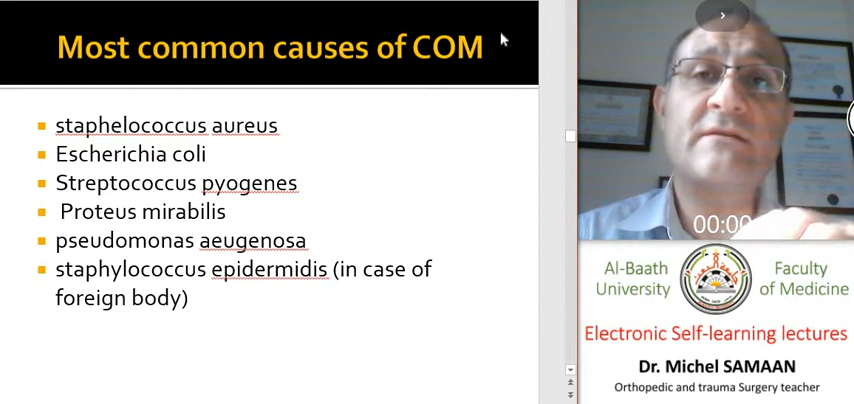 Most common causes of COM
staphelococcus aureus
Escherichia coli
Streptococcus pyogenes
Proteus mirabilis
pseudomonas aeugenosa
staphylococcus epidermidis (in case of
foreign body)
00:00
Al-Baath
University
Faculty
of Medicine
Electronic Self-learning lectures
Dr. Michel SAMAAN
Orthopedic and trauma Surgery teacher